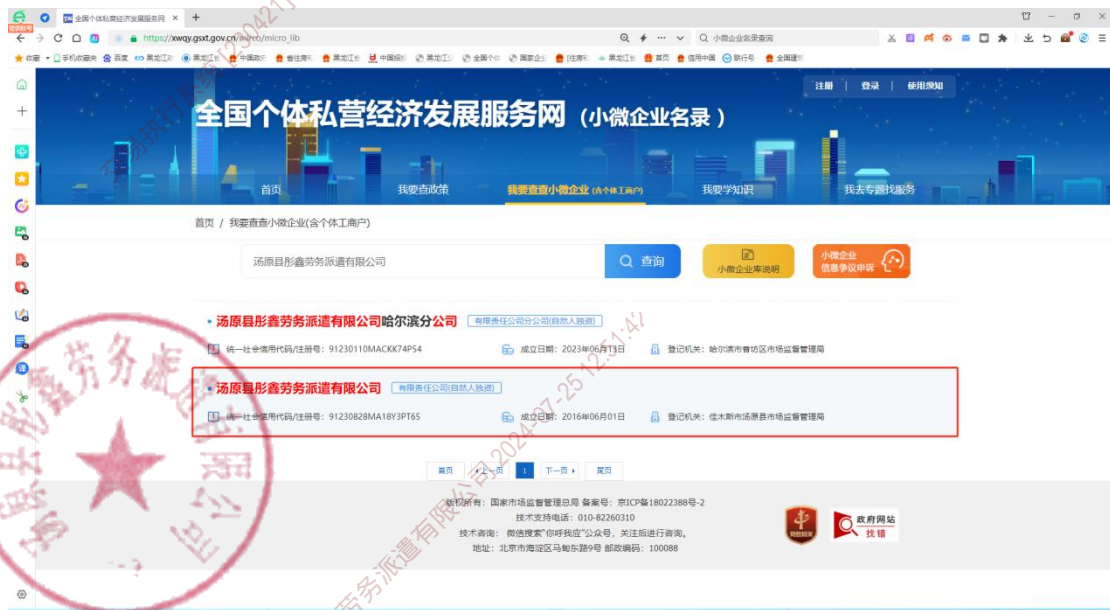 全国个体私营经济发展服务网
https://xwqy.gsxt.gov.cn/mirco/micro_lib
小微企业名录查询
收藏 手机收藏夹 百度
注册 | 登录 | 使用须知
全国个体私营经济发展服务网（小微企业名录）
首页 我要查政策 我要查查小微企业 (含个体工商户) 我要学知识 我去专题找服务
首页 / 我要查查小微企业(含个体工商户)
汤原县彤鑫劳务派遣有限公司 查询 小微企业库说明 小微企业
信息争议申诉
汤原县彤鑫劳务派遣有限公司哈尔滨分公司 有限责任公司分公司(自然人独资)
统一社会信用代码/注册号：91230110MACKK74P54 成立日期：2023年06月13日 登记机关：哈尔滨市香坊区市场监督管理局
汤原县彤鑫劳务派遣有限公司 有限责任公司(自然人独资)
统一社会信用代码/注册号：91230828MA18Y3PT65 成立日期：2016年06月01日 登记机关：佳木斯市汤原县市场监督管理局
首页 上一页 1 下一页 尾页
版权所有：国家市场监督管理总局 备案号：京ICP备18022388号-2
技术支持电话：010-82260310
技术咨询： 微信搜索"你呼我应"公众号，关注后进行咨询。
地址：北京市海淀区马甸东路9号 邮政编码：100088
政府网站
找错